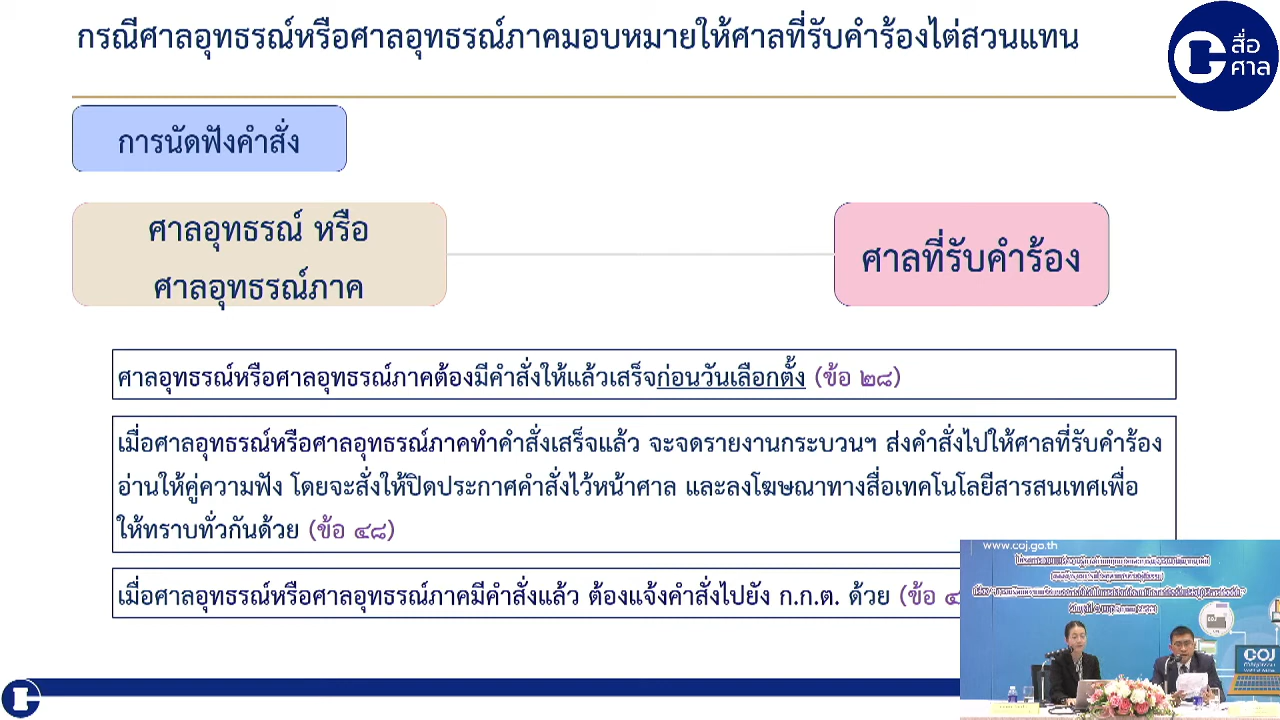 กรณีศาลอุทธรณ์หรือศาลอุทธรณ์ภาคมอบหมายให้ศาลที่รับคำร้องไต่สวนแทน
สื่อ
ศาล
การนัดฟังคำสั่ง
ศาลอุทธรณ์ หรือ
ศาลอุทธรณ์ภาค
ศาลที่รับคำร้อง
ศาลอุทธรณ์หรือศาลอุทธรณ์ภาคต้องมีคำสั่งให้แล้วเสร็จก่อนวันเลือกตั้ง (ข้อ ๒๘)
เมื่อศาลอุทธรณ์หรือศาลอุทธรณ์ภาคทำคำสั่งเสร็จแล้ว จะจดรายงานกระบวนฯ ส่งคำสั่งไปให้ศาลที่รับคำร้อง
อ่านให้คู่ความฟัง โดยจะสั่งให้ปิดประกาศคำสั่งไว้หน้าศาล และลงโฆษณาทางสื่อเทคโนโลยีสารสนเทศเพื่อ
ให้ทราบทั่วกันด้วย (ข้อ ๔๘)
เมื่อศาลอุทธรณ์หรือศาลอุทธรณ์ภาคมีคำสั่งแล้ว ต้องแจ้งคำสั่งไปยัง ก.ก.ต. ด้วย (ข้อ
www.coj.go.th
COJ